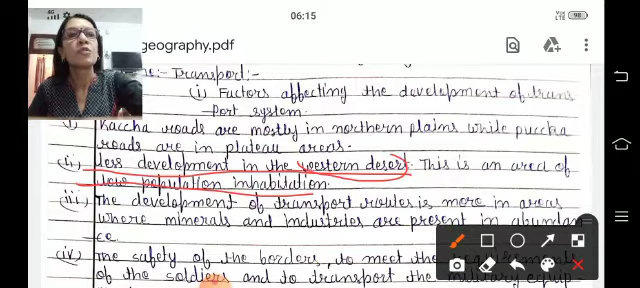 4G
06:15
98
geography.pdf
:- Transport:-
(i) Factors affecting the development of trans
port system.
i) Kaccha roads are mostly in northern plains while puccha
roads are in plateau areas.
(ii) less development in the western desert. This is an area of
low population inhabitation.
(iii) The development of transport routes is more in areas
where minerals and industries are present in abundan
-ce.
(iv) The safety of the borders, to meet the
of the soldiers and to transport the military equip